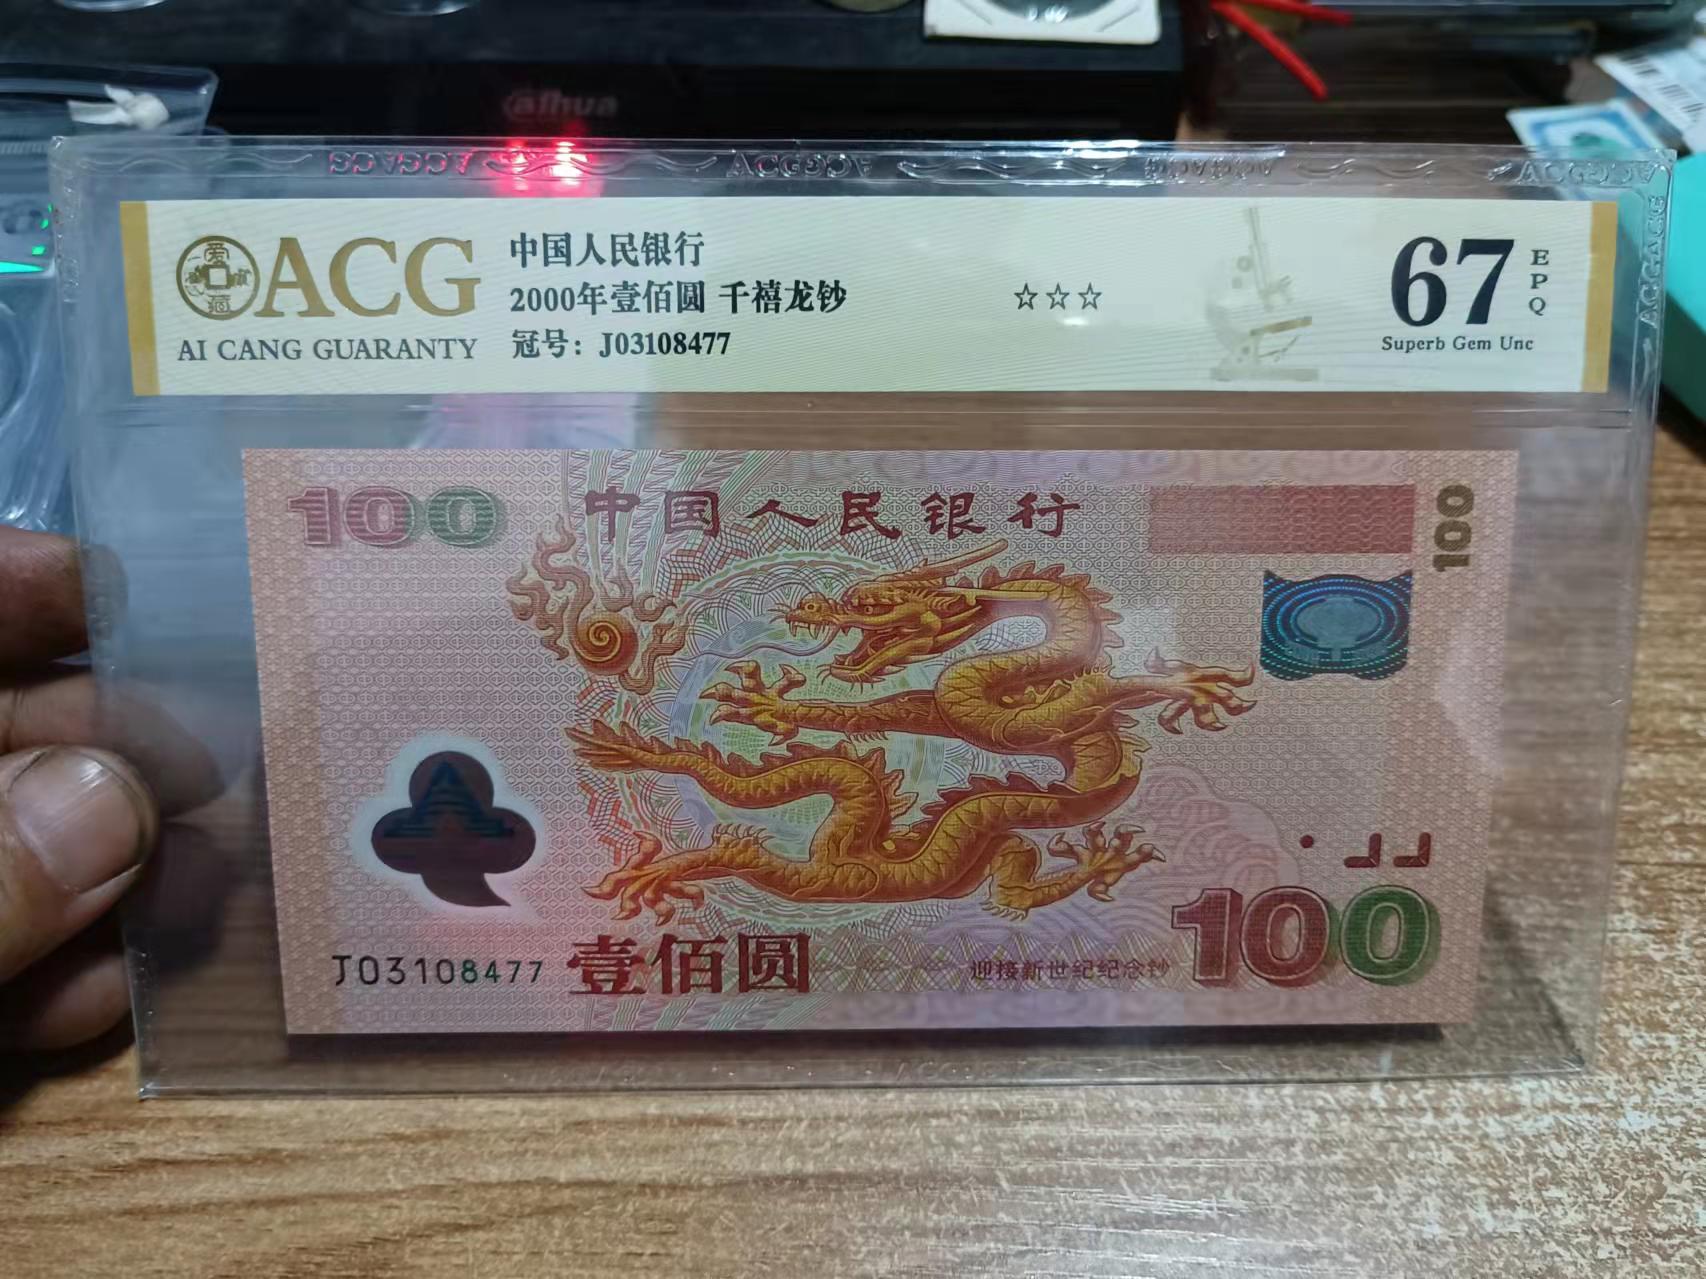 alhua
ACG
AI CANG GUARANTY
中国人民银行
2000年壹佰圆 千禧龙钞
冠号：J03108477
☆☆☆
67
EPQ
Superb Gem Unc
100
中国人民银行
100
J03108477
壹佰圆
迎接新世纪纪念钞
100